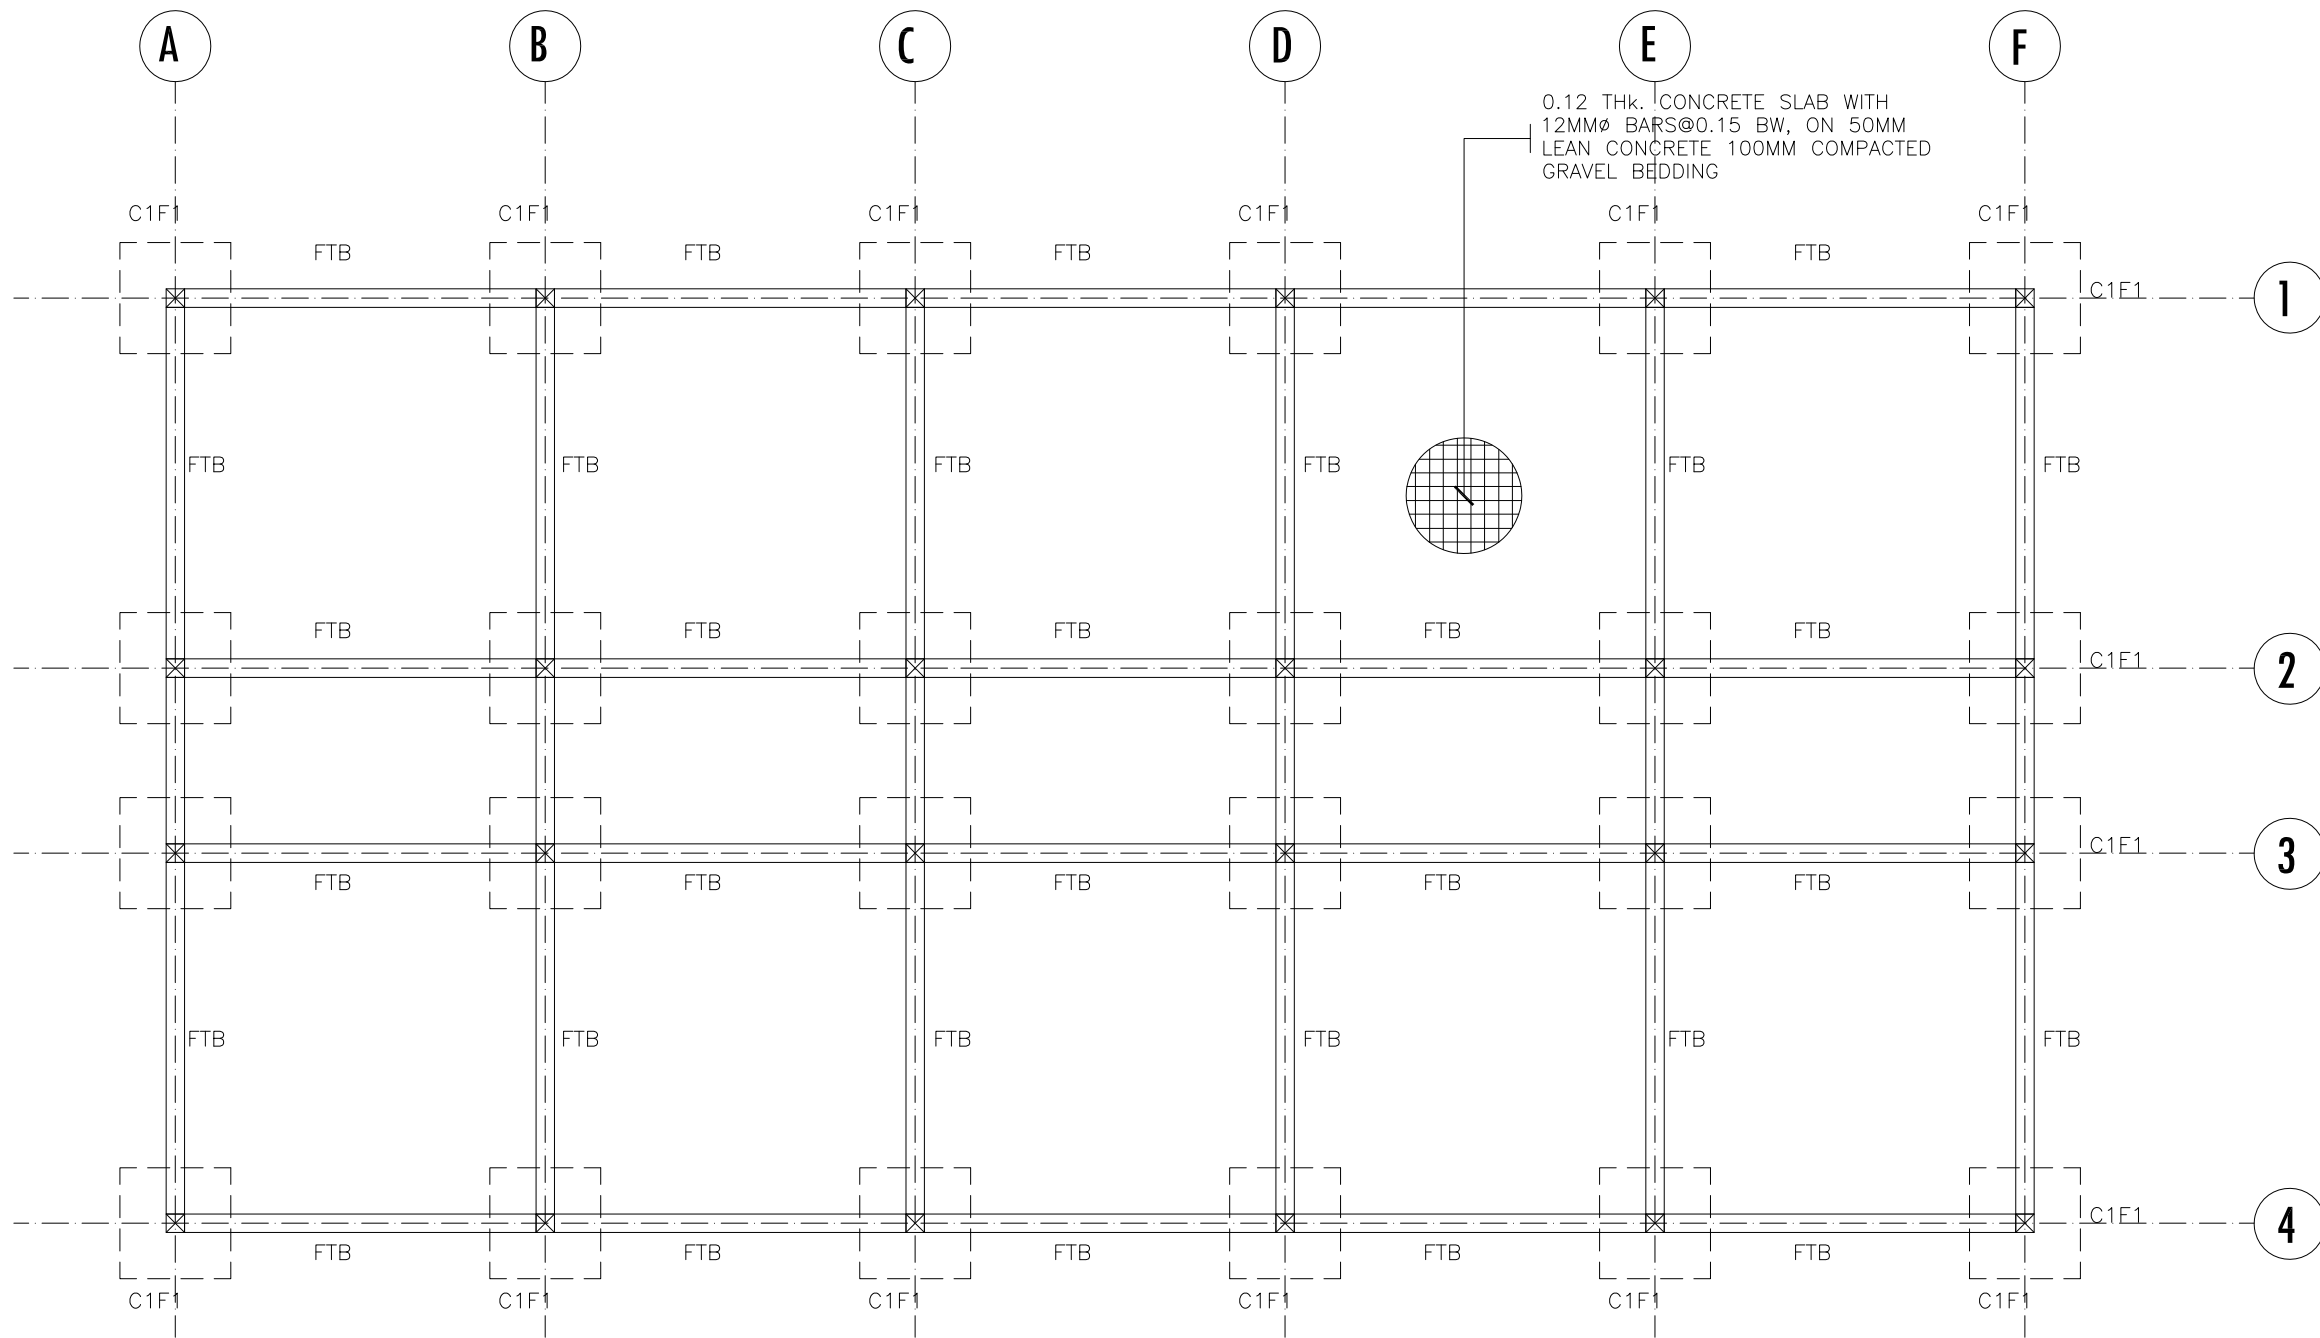 A B C D E F
0.12 THk. CONCRETE SLAB WITH
12MMø BARS@0.15 BW, ON 50MM
LEAN CONCRETE 100MM COMPACTED
GRAVEL BEDDING
C1F1 C1F1 C1F1 C1F1 C1F1 C1F1
FTB FTB FTB FTB
C1F1 1
FTB FTB FTB FTB FTB FTB
FTB FTB FTB FTB FTB
C1F1 2
C1F1 3
FTB FTB FTB FTB FTB
FTB FTB FTB FTB FTB FTB
C1F1 4
FTB FTB FTB FTB FTB
C1F1 C1F1 C1F1 C1F1 C1F1 C1F1